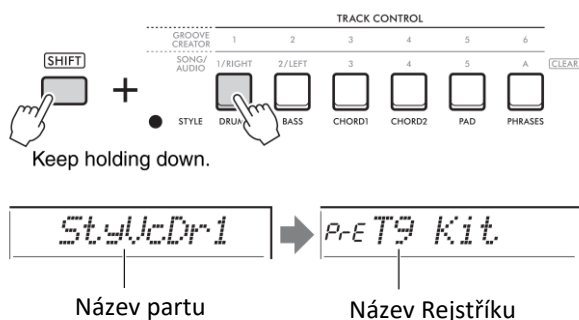 TRACK CONTROL
GROOVE CREATOR 1 2 3 4 5 6
SHIFT + SONG/AUDIO 1/RIGHT 2/LEFT 3 4 5 A CLEAR
STYLE DRUM BASS CHORD1 CHORD2 PAD PHRASES
Keep holding down.
StyVcDr1 PrE T9 Kit
Název partu Název Rejstříku